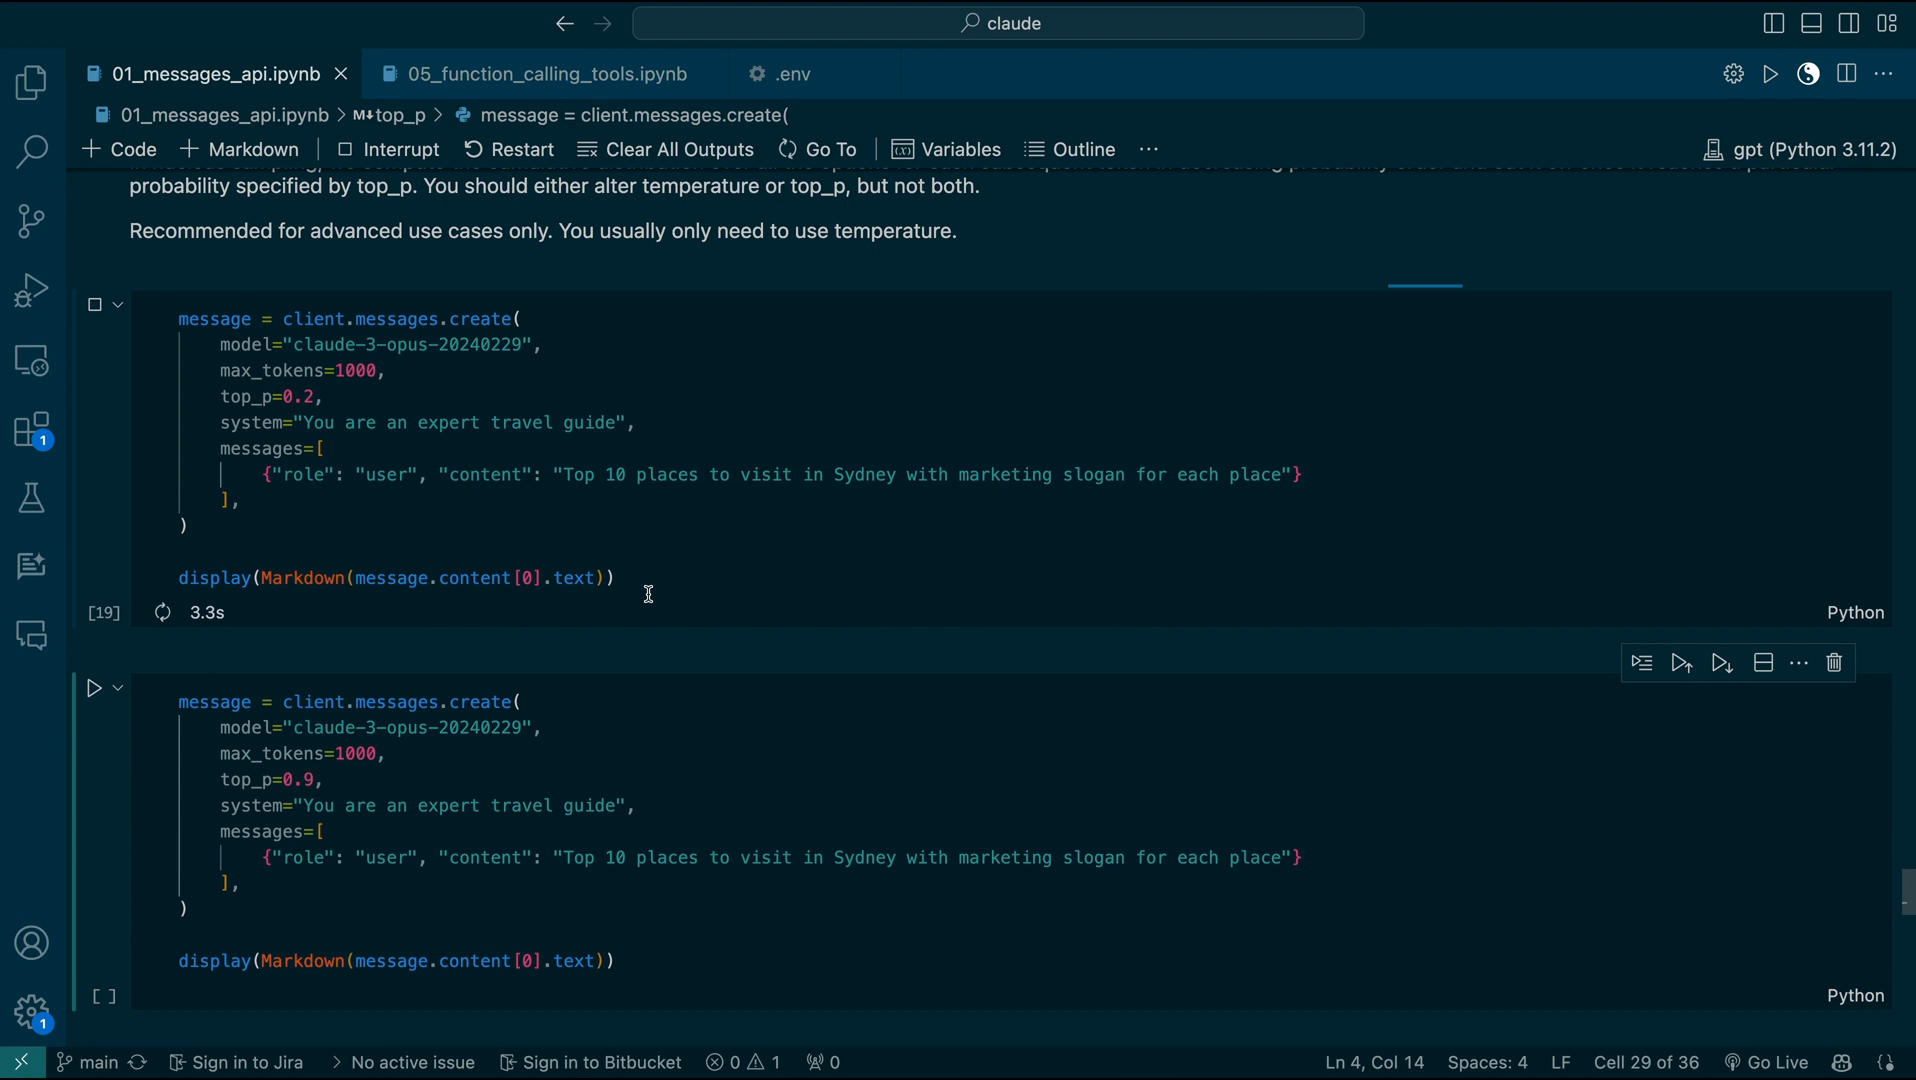 claude
01_messages_api.ipynb
05_function_calling_tools.ipynb
.env
01_messages_api.ipynb > M↓top_p > message = client.messages.create(
+ Code + Markdown Interrupt Restart Clear All Outputs Go To Variables Outline ... gpt (Python 3.11.2)
probability specified by top_p. You should either alter temperature or top_p, but not both.
Recommended for advanced use cases only. You usually only need to use temperature.
message = client.messages.create(
model="claude-3-opus-20240229",
max_tokens=1000,
top_p=0.2,
system="You are an expert travel guide",
messages=[
{"role": "user", "content": "Top 10 places to visit in Sydney with marketing slogan for each place"}
],
)
display(Markdown(message.content[0].text))
[19] 3.3s Python
message = client.messages.create(
model="claude-3-opus-20240229",
max_tokens=1000,
top_p=0.9,
system="You are an expert travel guide",
messages=[
{"role": "user", "content": "Top 10 places to visit in Sydney with marketing slogan for each place"}
],
)
display(Markdown(message.content[0].text))
[ ] Python
1
1
main Sign in to Jira > No active issue Sign in to Bitbucket 0 1 0 Ln 4, Col 14 Spaces: 4 LF Cell 29 of 36 Go Live